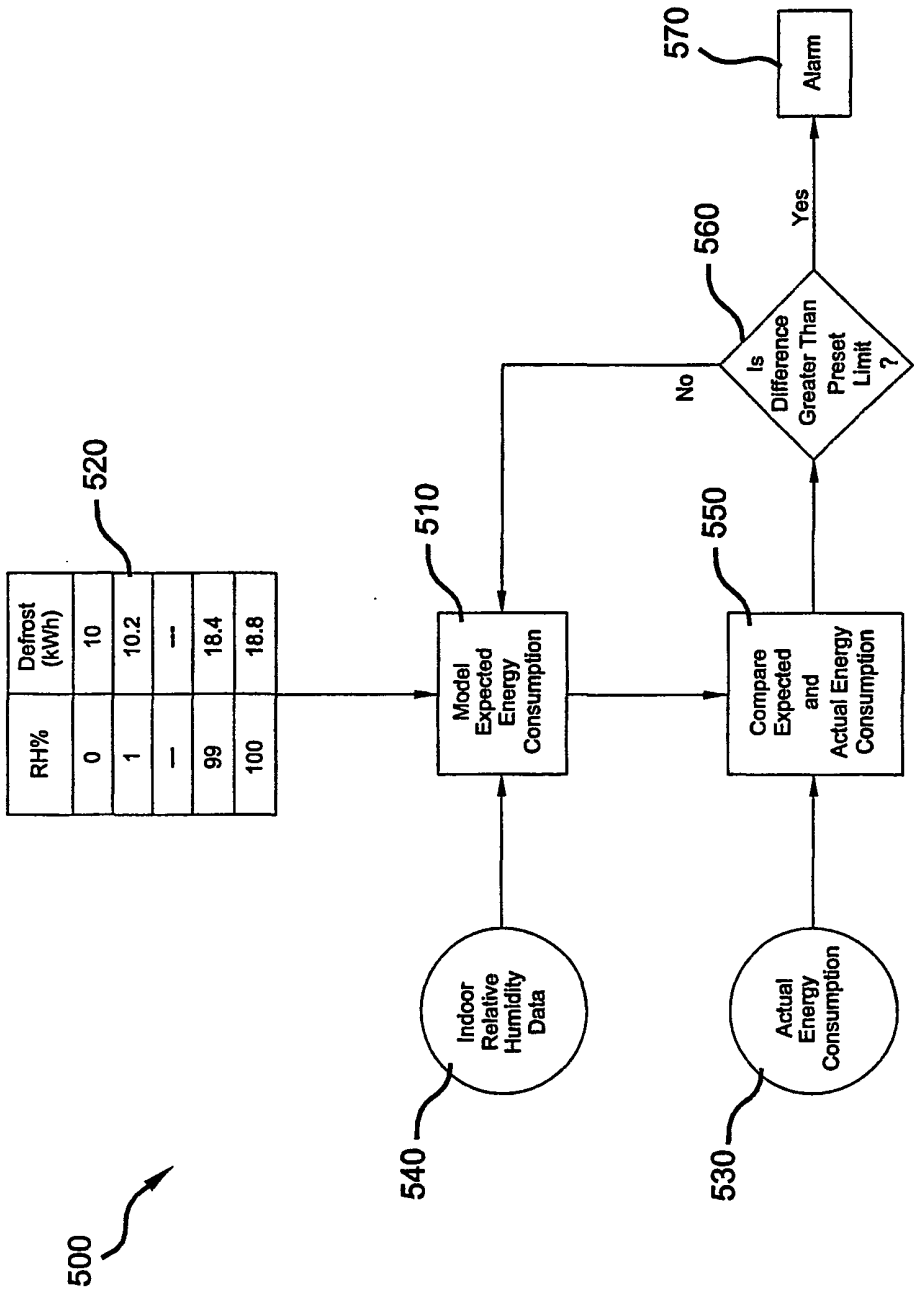 500
520
RH%
Defrost
(kWh)
0
10
1
10.2
—
---
99
18.4
100
18.8
540
Indoor
Relative
Humidity
Data
510
Model
Expected
Energy
Consumption
530
Actual
Energy
Consumption
550
Compare
Expected
and
Actual Energy
Consumption
560
Is
Difference
Greater Than
Preset
Limit
?
No
Yes
570
Alarm